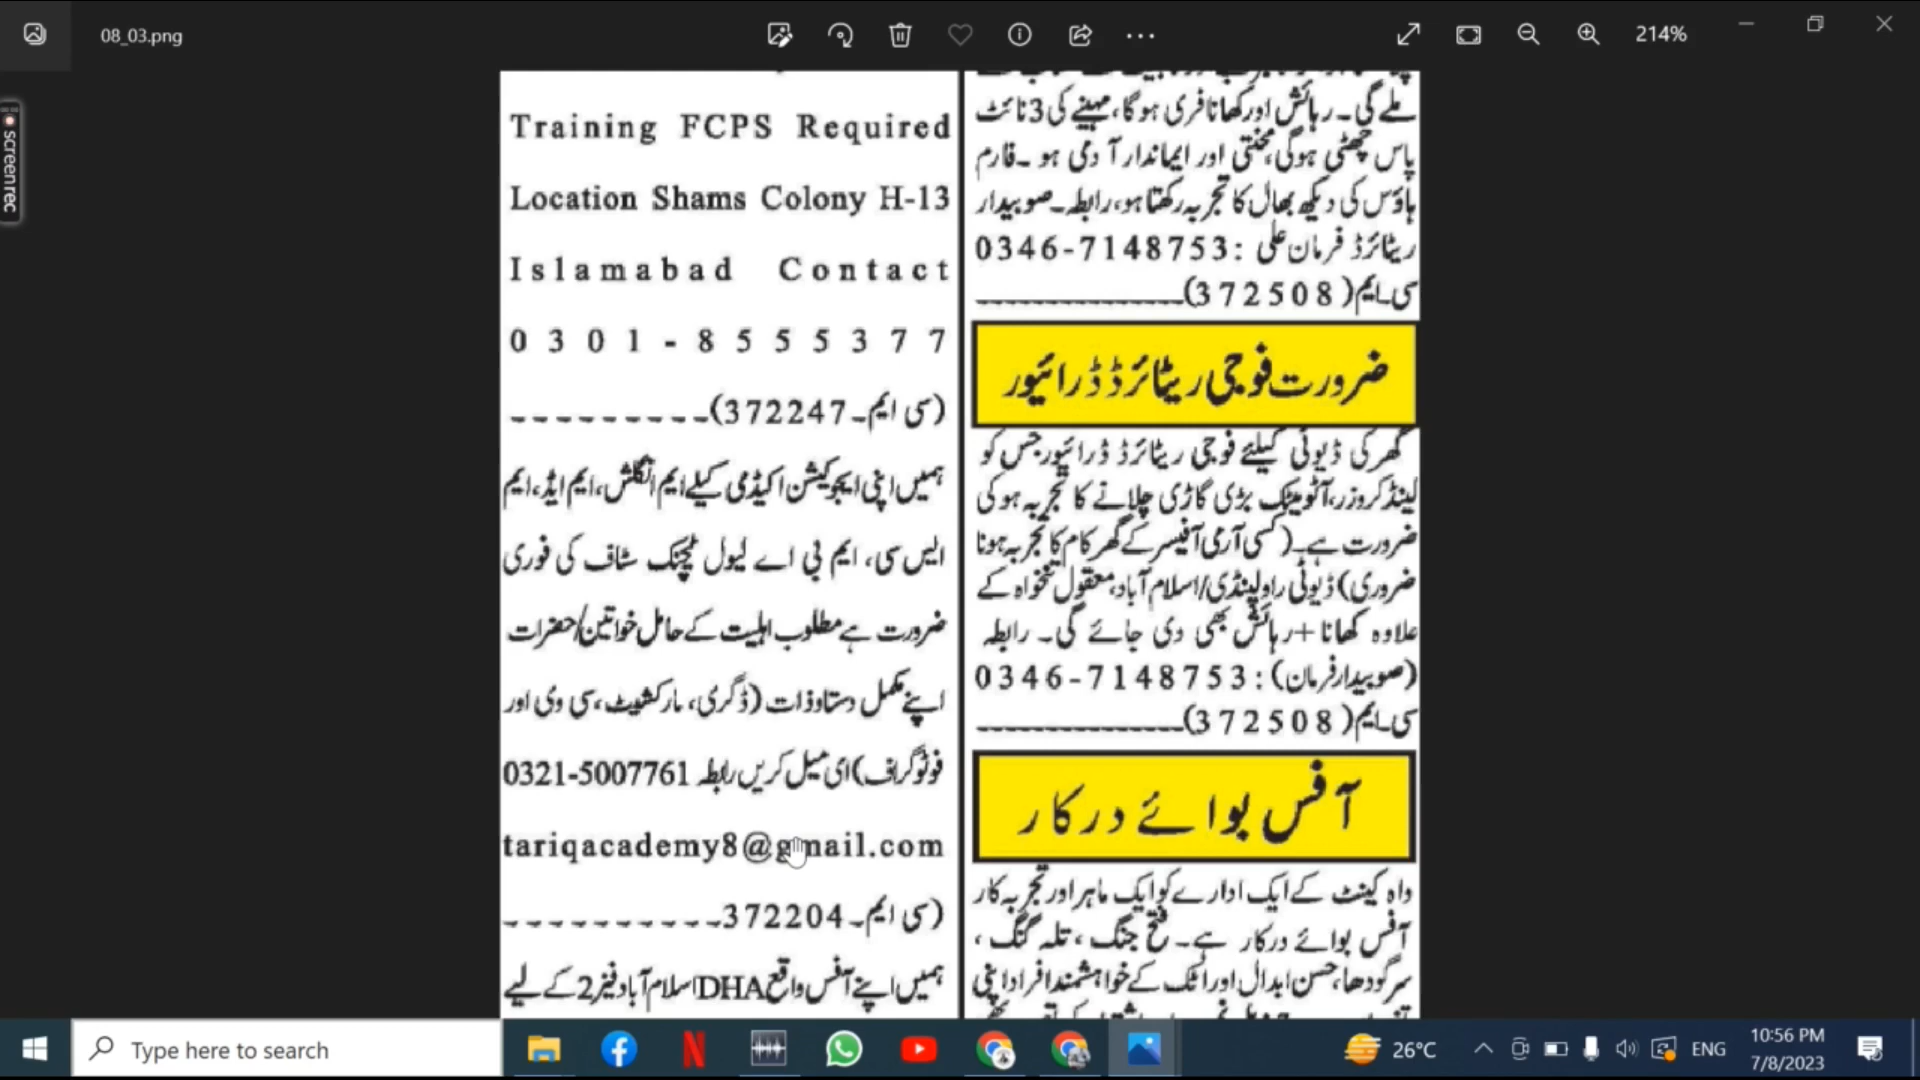 08_03.png
214%
screenrec
Training FCPS Required
Location Shams Colony H-13
Islamabad Contact
0301-8555377
(سی ایم۔372247)
ہمیں اپنی ایجوکیشن اکیڈمی کیلے ایم انگلش، ایم ایڈ، ایم
ایس سی، ایم بی اے لیول ٹیچنگ سٹاف کی فوری
ضرورت ہے مطلوب اہلیت کے حامل خواتین/حضرات
اپنے مکمل دستاوذات (ڈگری، مارکشیٹ، سی وی اور
فوٹوگراف) ای میل کریں رابطہ 0321-5007761
tariqacademy8@gmail.com
(سی ایم۔372204
ہمیں اپنے آفس واقع DHA اسلام آباد فیز 2 کے لیے
ملے گی۔ رہائش اور کھانا فری ہوگا، مہینے کی 3 نائٹ
پاس چھٹی ہوگی، محنتی اور ایماندار آدمی ہو۔ فارم
ہاؤس کی دیکھ بھال کا تجربہ رکھتا ہو، رابطہ۔ صوبیدار
ریٹائرڈ فرمان علی : 0346-7148753
سی۔ایم(372508)
ضرورت فوجی ریٹائرڈ ڈرائیور
گھر کی ڈیوٹی کیلئے فوجی ریٹائرڈ ڈرائیور جس کو
لینڈ کروزر، آٹومیٹک بڑی گاڑی چلانے کا تجربہ ہو کی
ضرورت ہے۔ (کسی آرمی آفیسر کے گھر کام کا تجربہ ہونا
ضروری) ڈیوٹی راولپنڈی/اسلام آباد، معقول تنخواہ کے
علاوہ کھانا + رہائش بھی دی جائے گی۔ رابطہ
(صوبیدار فرمان) : 0346-7148753
سی۔ایم(372508)
آفس بوائے درکار
واہ کینٹ کے ایک ادارے کو ایک ماہر اور تجربہ کار
آفس بوائے درکار ہے۔ فتح جنگ، تلہ گنگ،
سرگودھا، حسن ابدال اور اٹک کے خواہشمند افراد اپنی
Type here to search
26°C
ENG
10:56 PM
7/8/2023